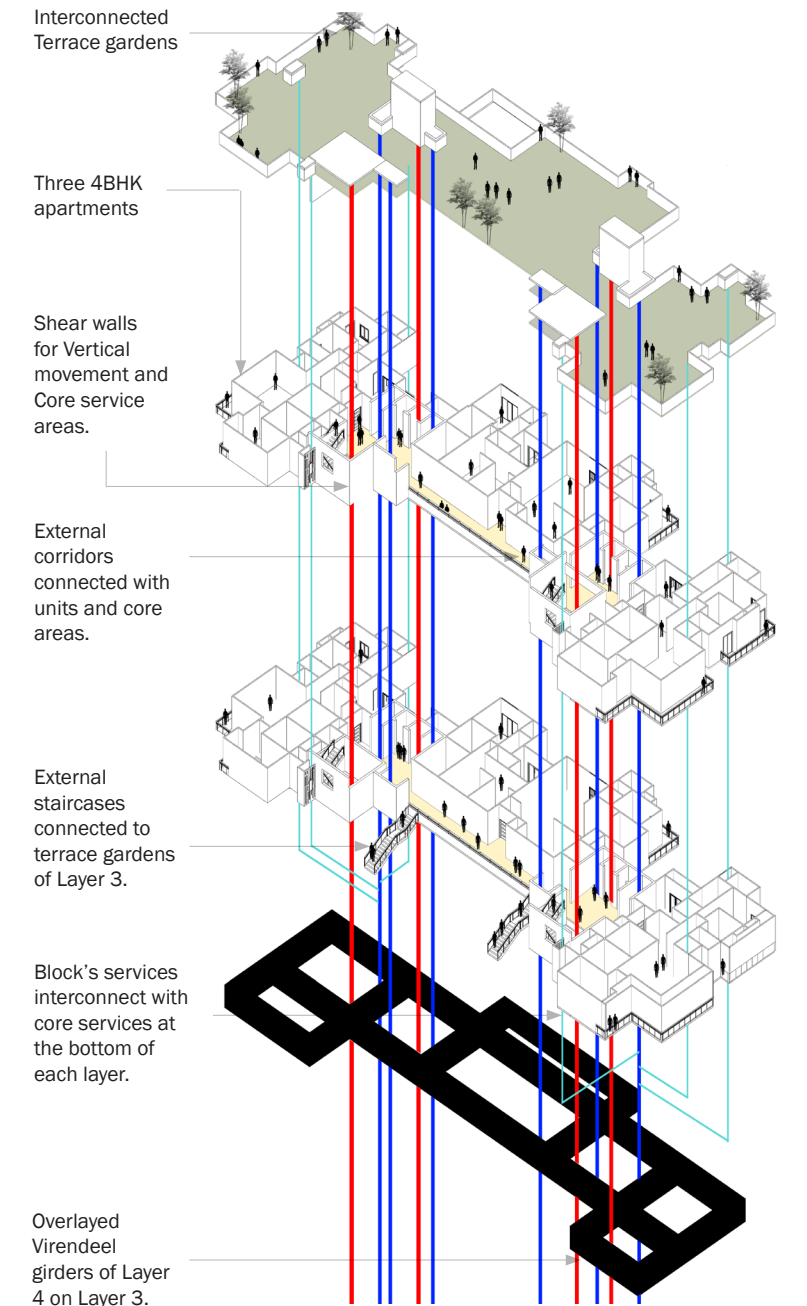 Interconnected
Terrace gardens
Three 4BHK
apartments
Shear walls
for Vertical
movement and
Core service
areas.
External
corridors
connected with
units and core
areas.
External
staircases
connected to
terrace gardens
of Layer 3.
Block’s services
interconnect with
core services at
the bottom of
each layer.
Overlayed
Virendeel
girders of Layer
4 on Layer 3.